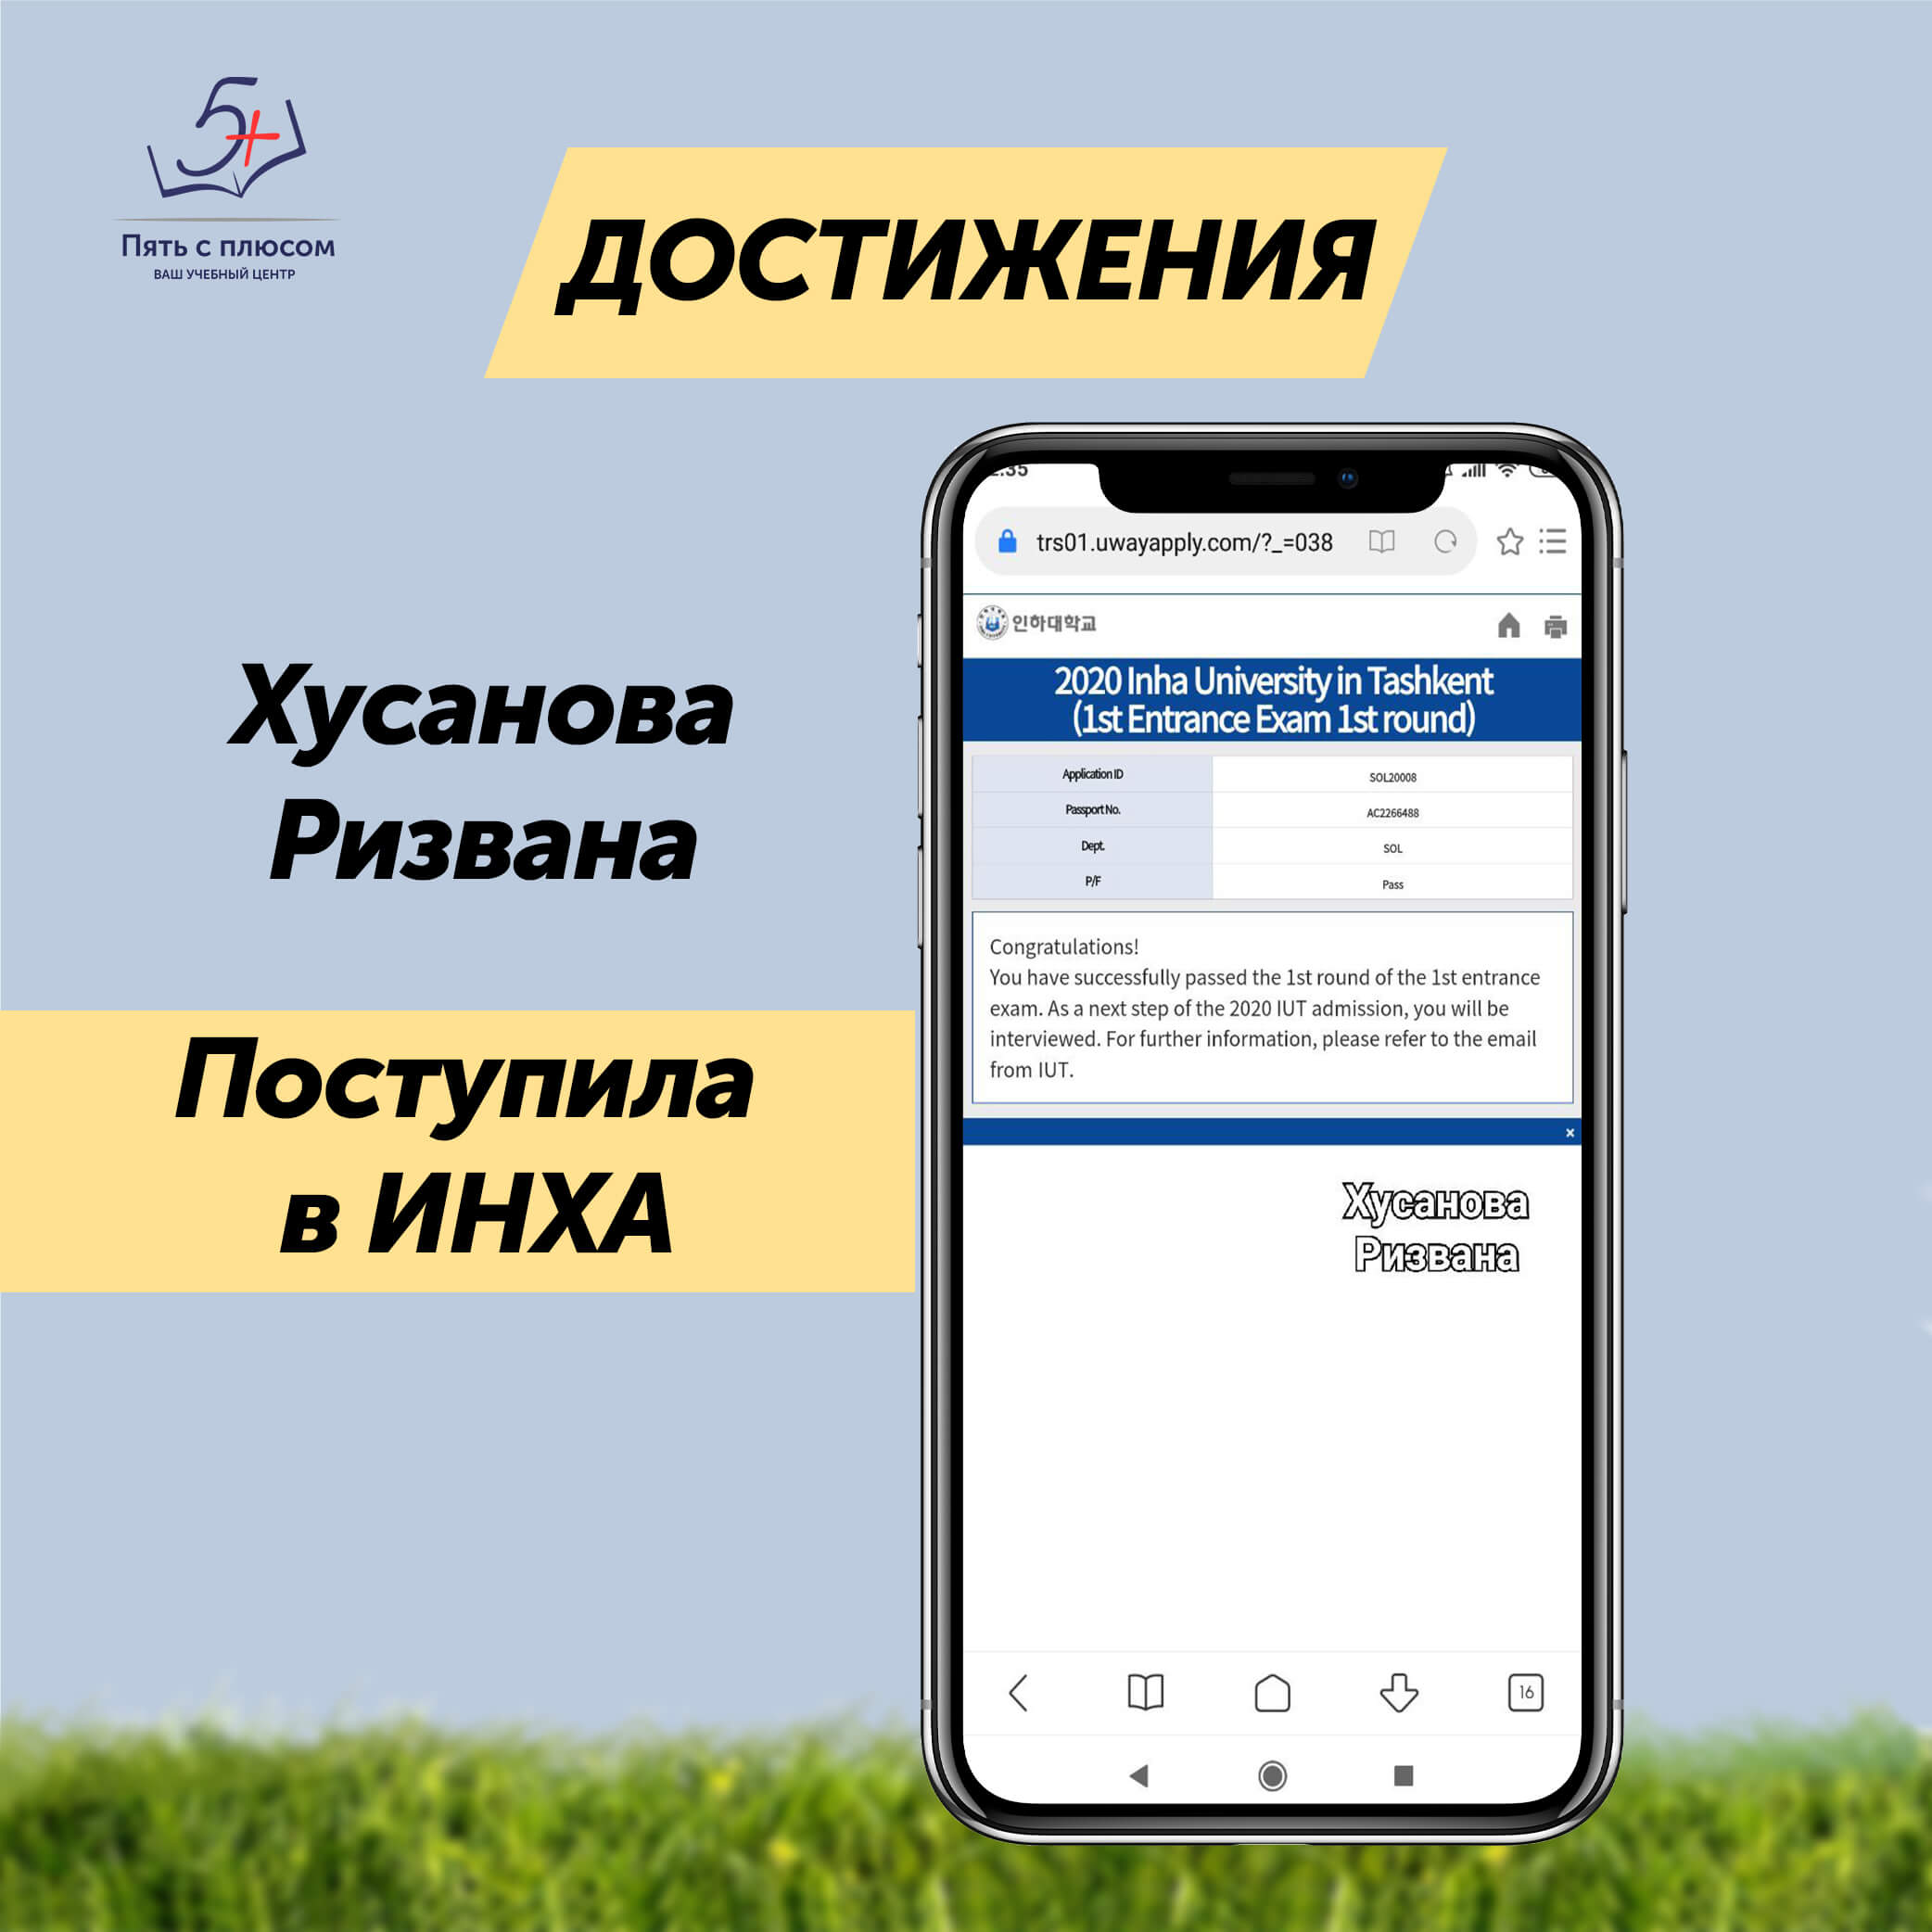 5+
Пять с плюсом
ВАШ УЧЕБНЫЙ ЦЕНТР
ДОСТИЖЕНИЯ
Хусанова
Ризвана
Поступила
в ИНХА
trs01.uwayapply.com/?_=038
인하대학교
2020 Inha University in Tashkent
(1st Entrance Exam 1st round)
Application ID SOL20008
Passport No. AC2266488
Dept. SOL
P/F Pass
Congratulations!
You have successfully passed the 1st round of the 1st entrance
exam. As a next step of the 2020 IUT admission, you will be
interviewed. For further information, please refer to the email
from IUT.
Хусанова
Ризвана
16